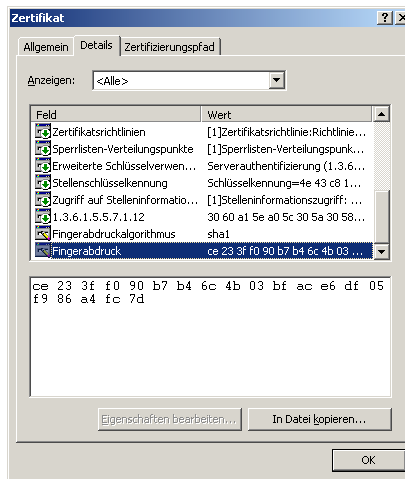 Zertifikat
Allgemein Details Zertifizierungspfad
Anzeigen: <Alle>
Feld Wert
Zertifikatsrichtlinien [1]Zertifikatsrichtlinie:Richtlinie...
Sperrlisten-Verteilungspunkte [1]Sperrlisten-Verteilungspunk...
Erweiterte Schlüsselverwen... Serverauthentifizierung (1.3.6...
Stellenschlüsselkennung Schlüsselkennung=4e 43 c8 1...
Zugriff auf Stelleninformatio... [1]Stelleninformationszugriff: ...
1.3.6.1.5.5.7.1.12 30 60 a1 5e a0 5c 30 5a 30 58...
Fingerabdruckalgorithmus sha1
Fingerabdruck ce 23 3f f0 90 b7 b4 6c 4b 03 ...
ce 23 3f f0 90 b7 b4 6c 4b 03 bf ac e6 df 05
f9 86 a4 fc 7d
Eigenschaften bearbeiten... In Datei kopieren...
OK